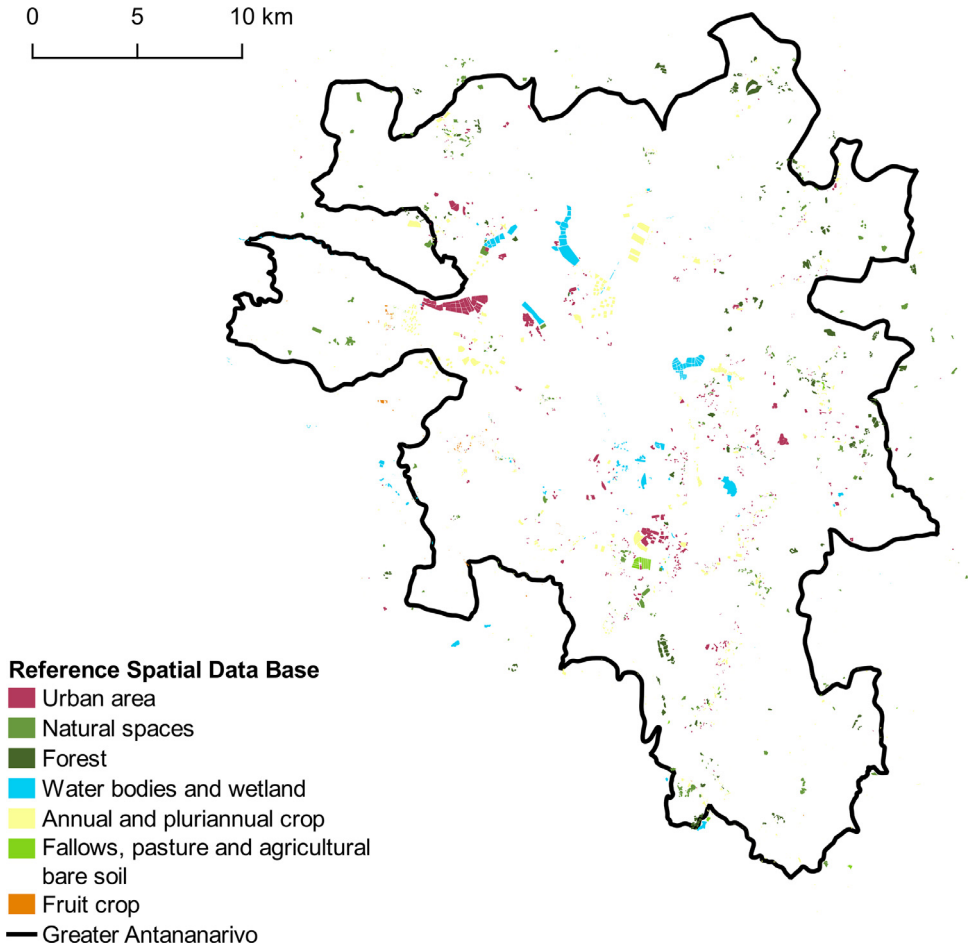 0 5 10 km
Reference Spatial Data Base
Urban area
Natural spaces
Forest
Water bodies and wetland
Annual and pluriannual crop
Fallows, pasture and agricultural
bare soil
Fruit crop
Greater Antananarivo